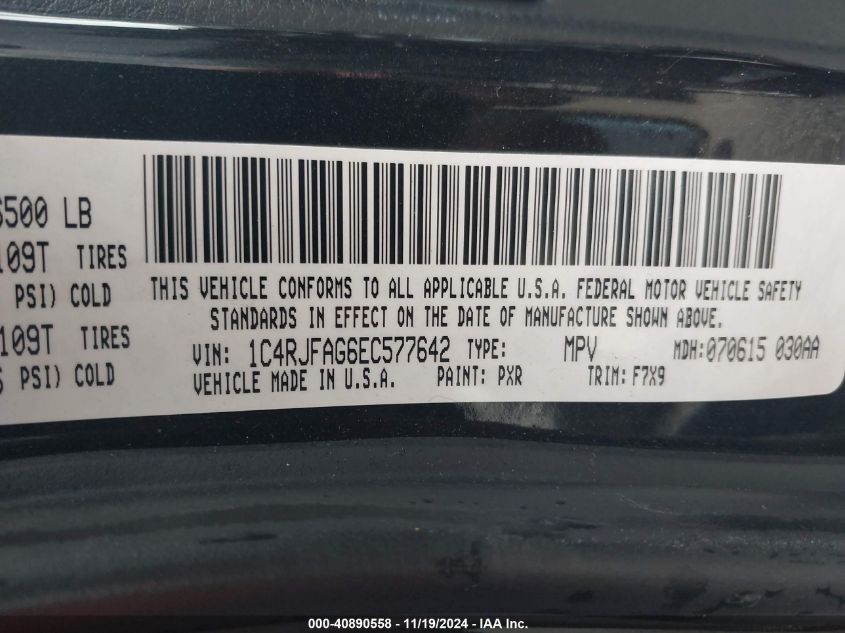 6500 LB
109T TIRES
PSI) COLD
109T TIRES
PSI) COLD
THIS VEHICLE CONFORMS TO ALL APPLICABLE U.S.A. FEDERAL MOTOR VEHICLE SAFETY
STANDARDS IN EFFECT ON THE DATE OF MANUFACTURE SHOWN ABOVE.
VIN: 1C4RJFAG6EC577642 TYPE: MPV MDH:070615 030AA
VEHICLE MADE IN U.S.A. PAINT: PXR TRIM: F7X9
000-40890558 - 11/19/2024 - IAA Inc.